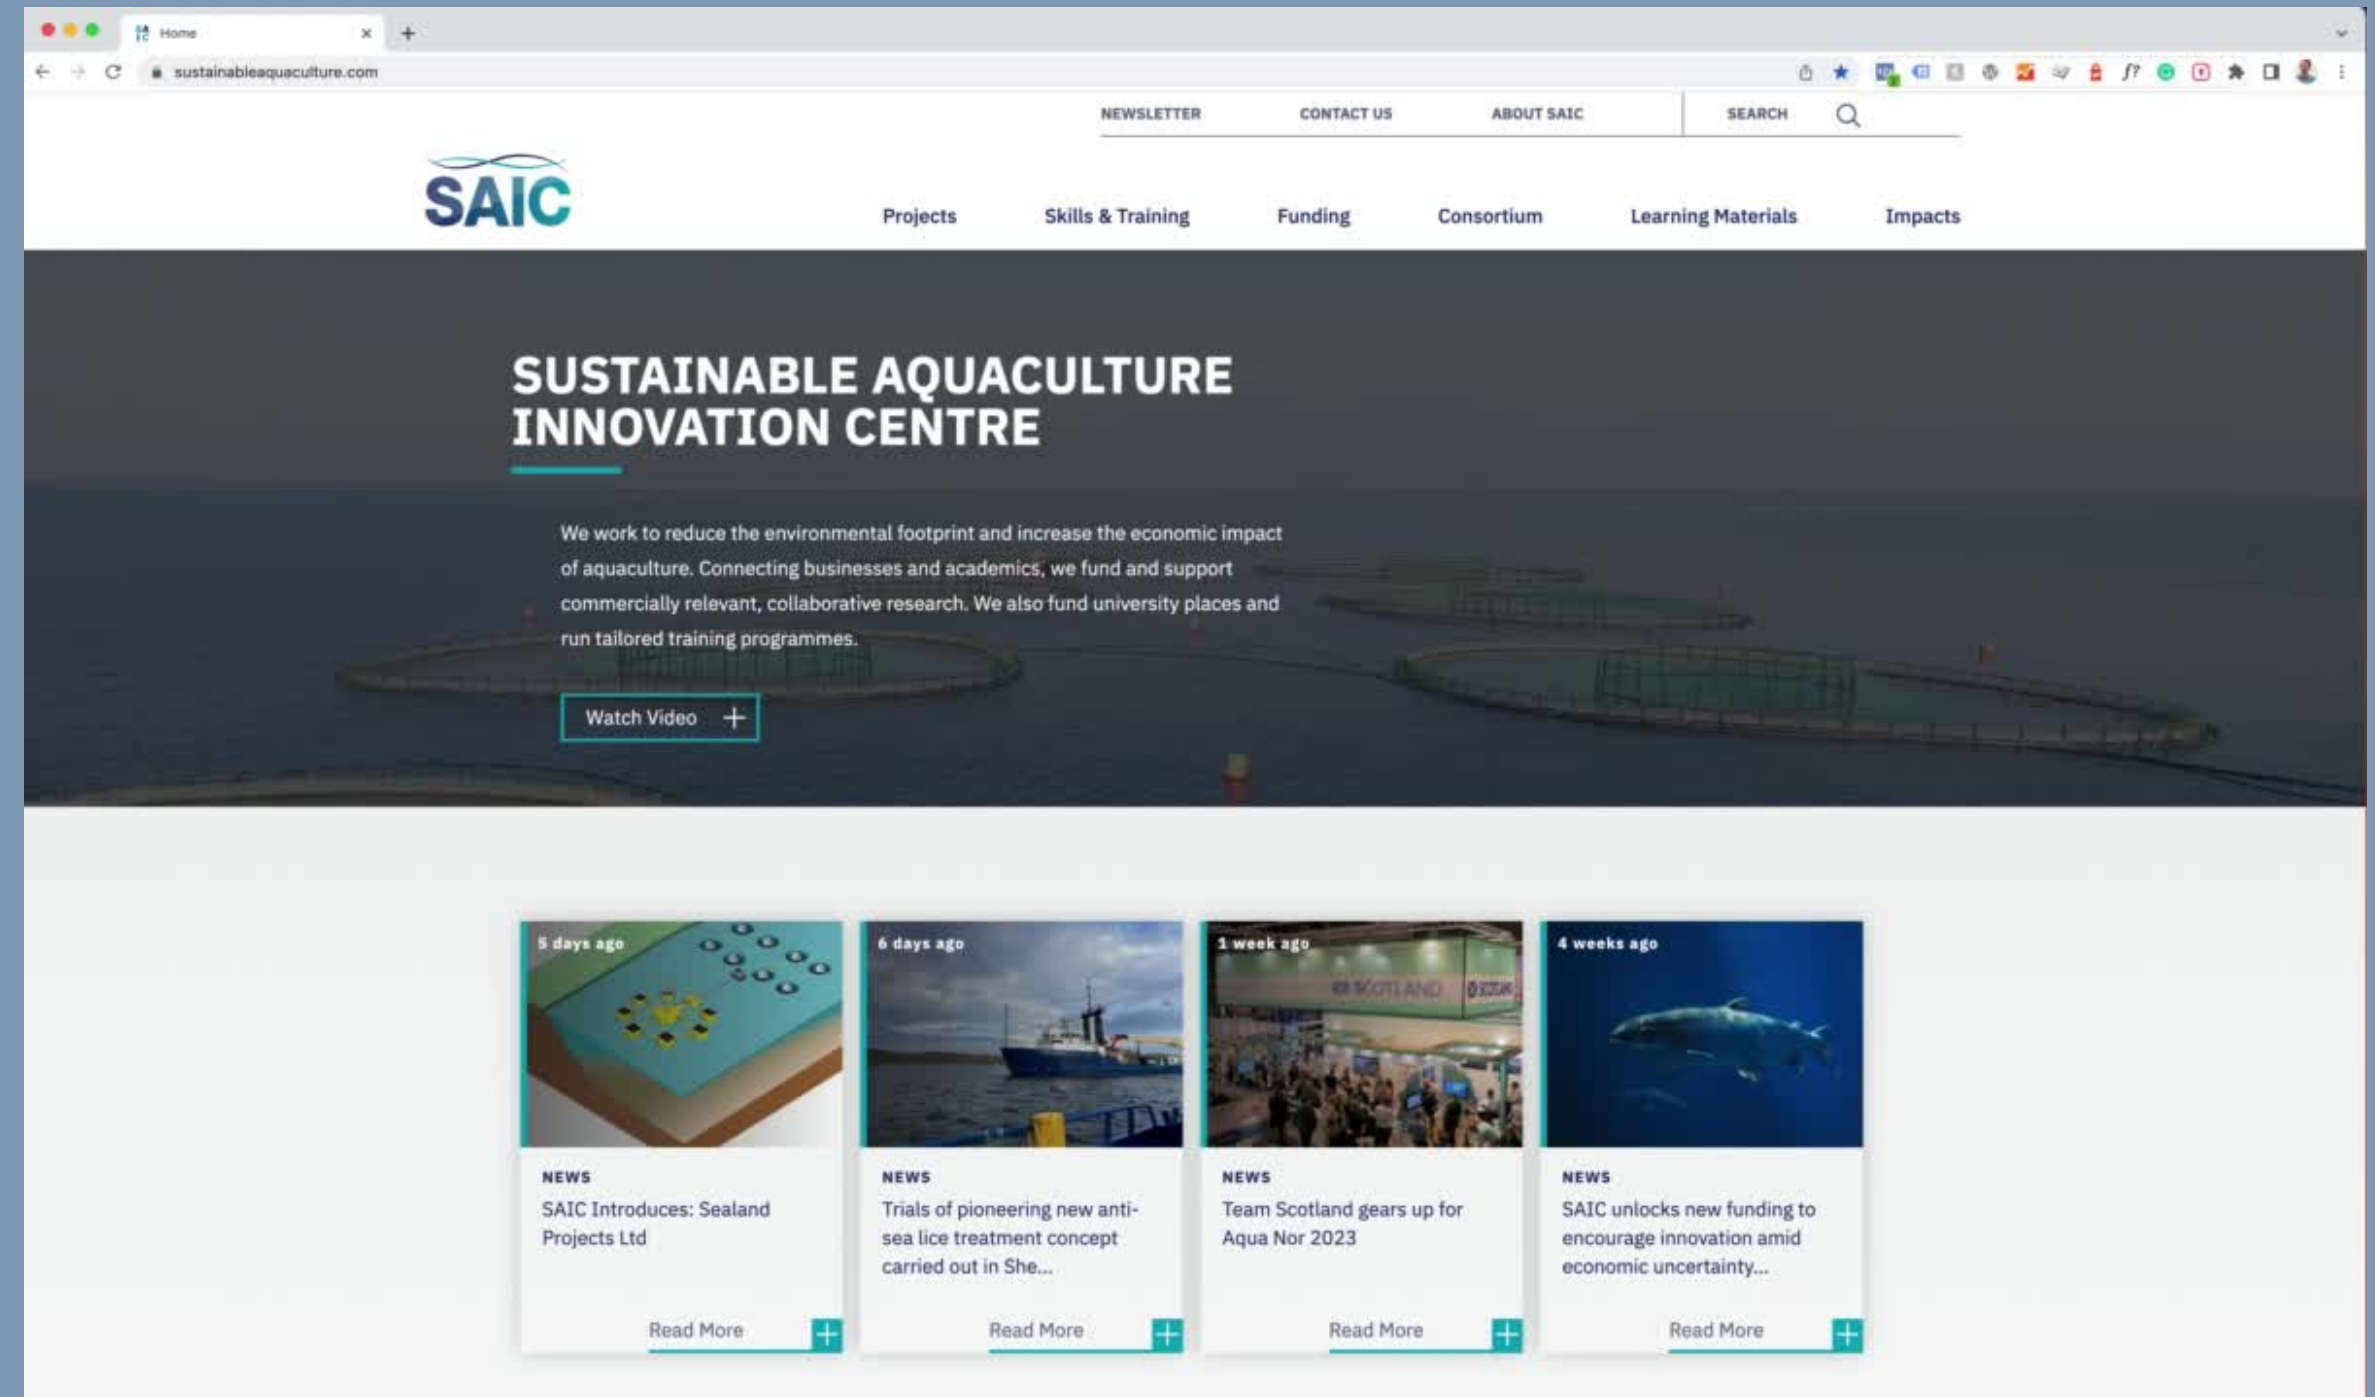 Home
sustainableaquaculture.com
NEWSLETTER CONTACT US ABOUT SAIC SEARCH
SAIC
Projects Skills & Training Funding Consortium Learning Materials Impacts
SUSTAINABLE AQUACULTURE
INNOVATION CENTRE
We work to reduce the environmental footprint and increase the economic impact
of aquaculture. Connecting businesses and academics, we fund and support
commercially relevant, collaborative research. We also fund university places and
run tailored training programmes.
Watch Video
5 days ago
NEWS
SAIC Introduces: Sealand
Projects Ltd
Read More
6 days ago
NEWS
Trials of pioneering new anti-
sea lice treatment concept
carried out in She...
Read More
1 week ago
SCOTLAND
NEWS
Team Scotland gears up for
Aqua Nor 2023
Read More
4 weeks ago
NEWS
SAIC unlocks new funding to
encourage innovation amid
economic uncertainty...
Read More